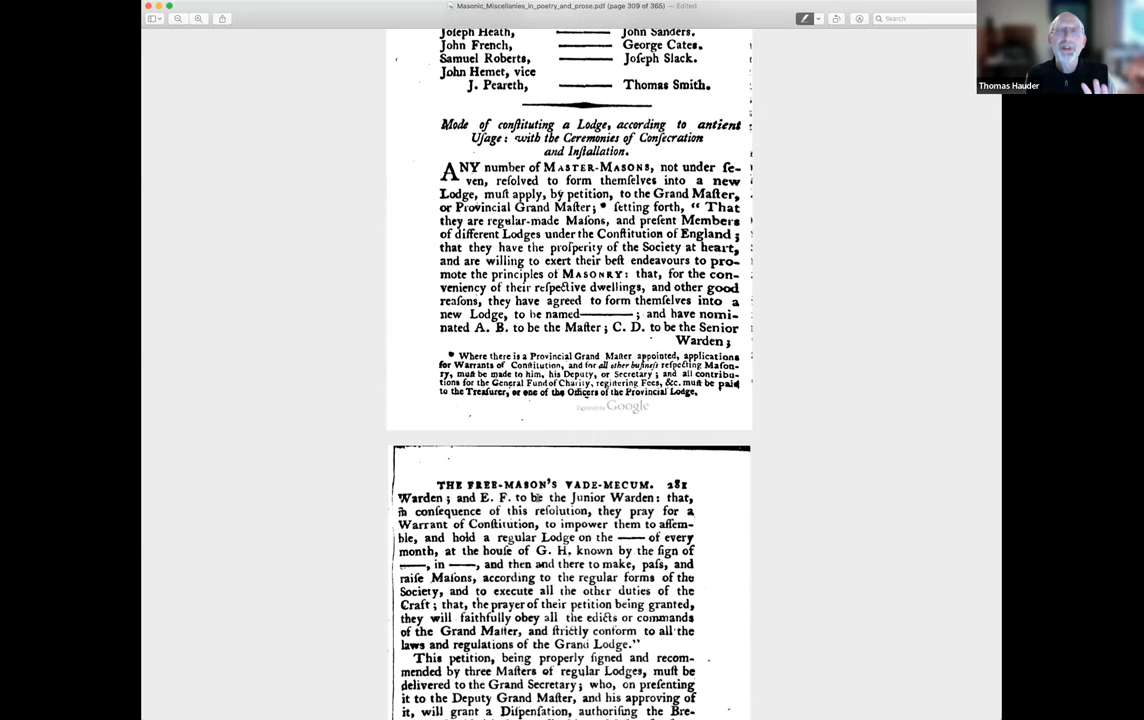 Masonic_Miscellanies_in_poetry_and_prose.pdf (page 309 of 365) — Edited
Search
Thomas Hauder
Joſeph Heath, John Sanders.
John French, George Cates.
Samuel Roberts, Joſeph Slack.
John Hemet, vice
J. Peareth, Thomas Smith.
Mode of conſtituting a Lodge, according to antient
Uſage: with the Ceremonies of Conſecration
and Inſtallation.
ANY number of MASTER-MASONS, not under ſe-
ven, reſolved to form themſelves into a new
Lodge, muſt apply, by petition, to the Grand Maſter,
or Provincial Grand Maſter; * ſetting forth, “ That
they are regular-made Maſons, and preſent Members
of different Lodges under the Conſtitution of England;
that they have the proſperity of the Society at heart,
and are willing to exert their beſt endeavours to pro-
mote the principles of MASONRY: that, for the con-
veniency of their reſpective dwellings, and other good
reaſons, they have agreed to form themſelves into a
new Lodge, to be named———; and have nomi-
nated A. B. to be the Maſter; C. D. to be the Senior
Warden;
* Where there is a Provincial Grand Maſter appointed, applications
for Warrants of Conſtitution, and for all other buſineſs reſpecting Maſon-
ry, muſt be made to him, his Deputy, or Secretary; and all contribu-
tions for the General Fund of Charity, regiſtering Fees, &c. muſt be paid
to the Treaſurer, or one of the Officers of the Provincial Lodge.
Digitized by Google
THE FREE-MASON'S VADE-MECUM. 281
Warden; and E. F. to be the Junior Warden: that,
in conſequence of this reſolution, they pray for a
Warrant of Conſtitution, to impower them to aſſem-
ble, and hold a regular Lodge on the —— of every
month, at the houſe of G. H. known by the ſign of
——, in ——, and then and there to make, paſs, and
raiſe Maſons, according to the regular forms of the
Society, and to execute all the other duties of the
Craft; that, the prayer of their petition being granted,
they will faithfully obey all the edicts or commands
of the Grand Maſter, and ſtrictly conform to all the
laws and regulations of the Grand Lodge.”
This petition, being properly ſigned and recom-
mended by three Maſters of regular Lodges, muſt be
delivered to the Grand Secretary; who, on preſenting
it to the Deputy Grand Maſter, and his approving of
it, will grant a Diſpenſation, authoriſing the Bre-